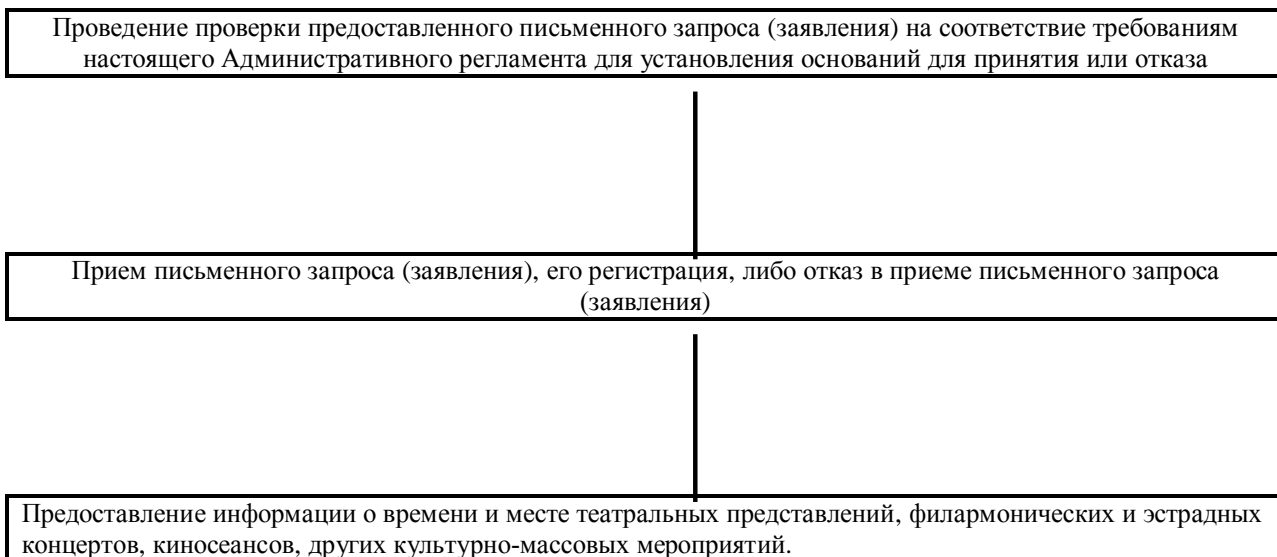 Проведение проверки предоставленного письменного запроса (заявления) на соответствие требованиям
настоящего Административного регламента для установления оснований для принятия или отказа
Прием письменного запроса (заявления), его регистрация, либо отказ в приеме письменного запроса
(заявления)
Предоставление информации о времени и месте театральных представлений, филармонических и эстрадных
концертов, киносеансов, других культурно-массовых мероприятий.